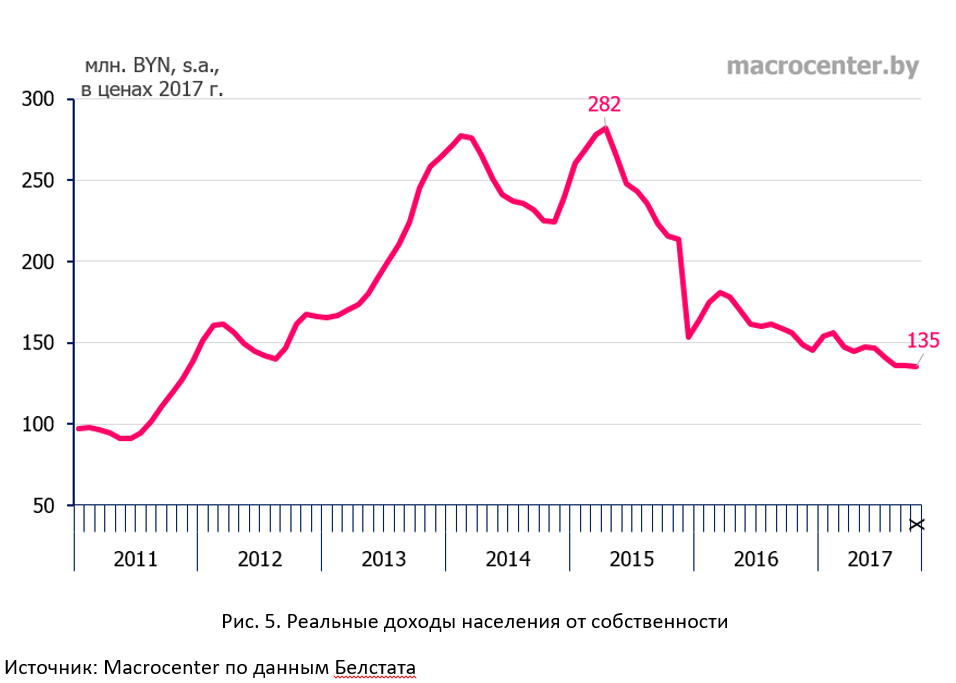 млн. BYN, s.a.,
в ценах 2017 г.
macrocenter.by
300
282
250
200
150
135
100
50
X
2011 2012 2013 2014 2015 2016 2017
Рис. 5. Реальные доходы населения от собственности
Источник: Macrocenter по данным Белстата